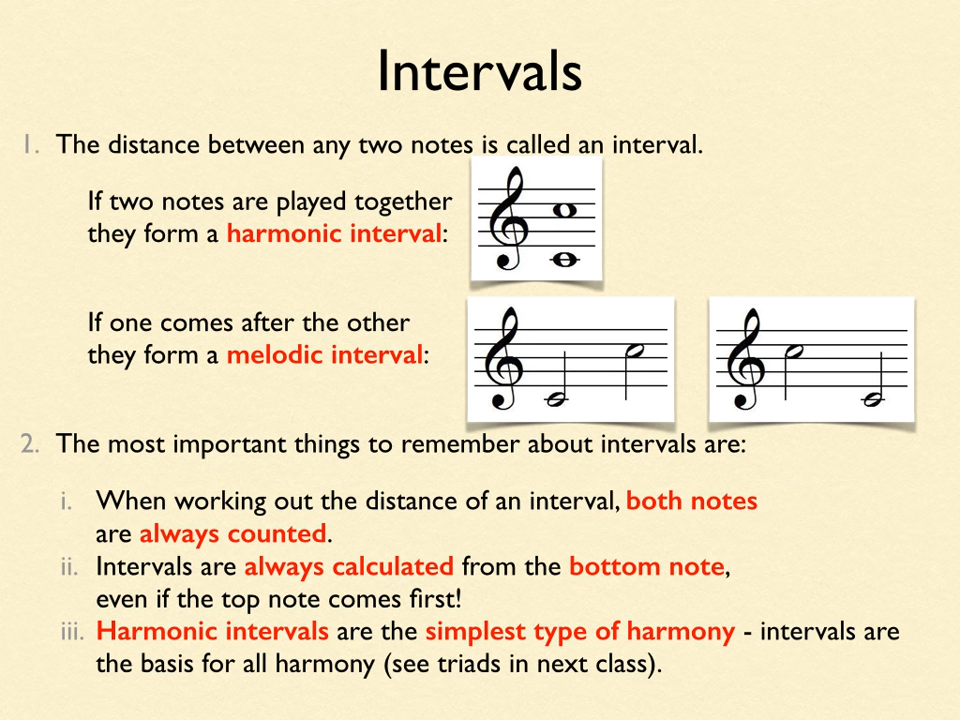 Intervals
1. The distance between any two notes is called an interval.
If two notes are played together
they form a harmonic interval:
If one comes after the other
they form a melodic interval:
2. The most important things to remember about intervals are:
i. When working out the distance of an interval, both notes
are always counted.
ii. Intervals are always calculated from the bottom note,
even if the top note comes first!
iii. Harmonic intervals are the simplest type of harmony - intervals are
the basis for all harmony (see triads in next class).